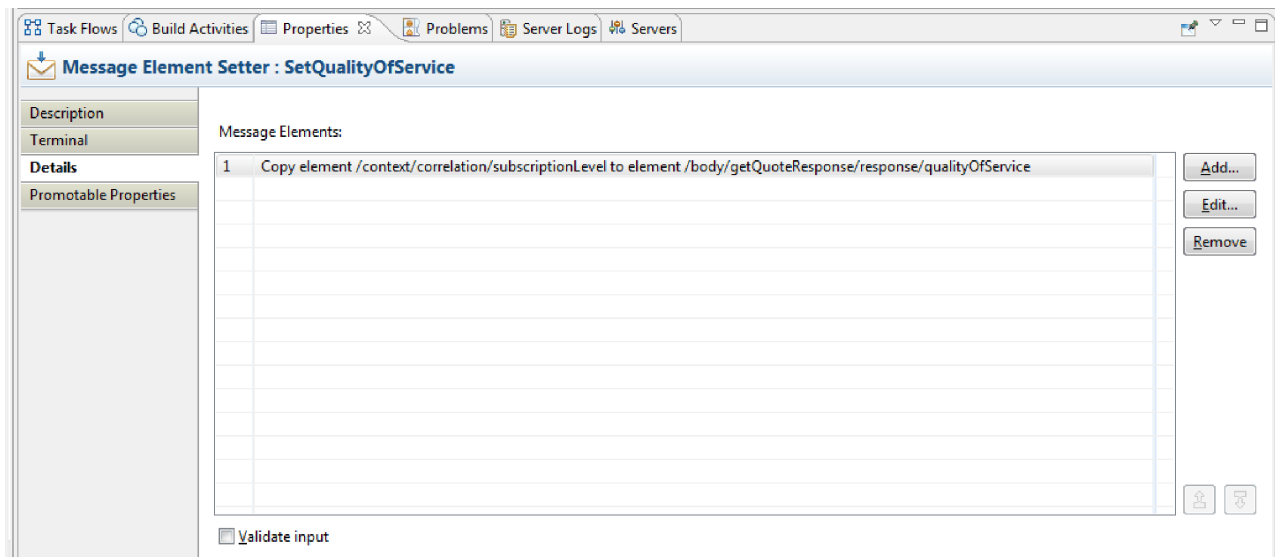 Task Flows Build Activities Properties Problems Server Logs Servers
Message Element Setter : SetQualityOfService
Description
Terminal
Details
Promotable Properties
Message Elements:
1 Copy element /context/correlation/subscriptionLevel to element /body/getQuoteResponse/response/qualityOfService
Add...
Edit...
Remove
Validate input